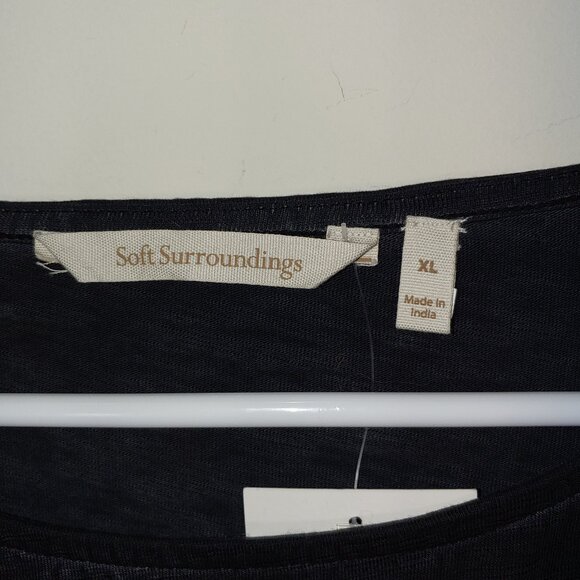 Soft Surroundings
XL
Made in
India